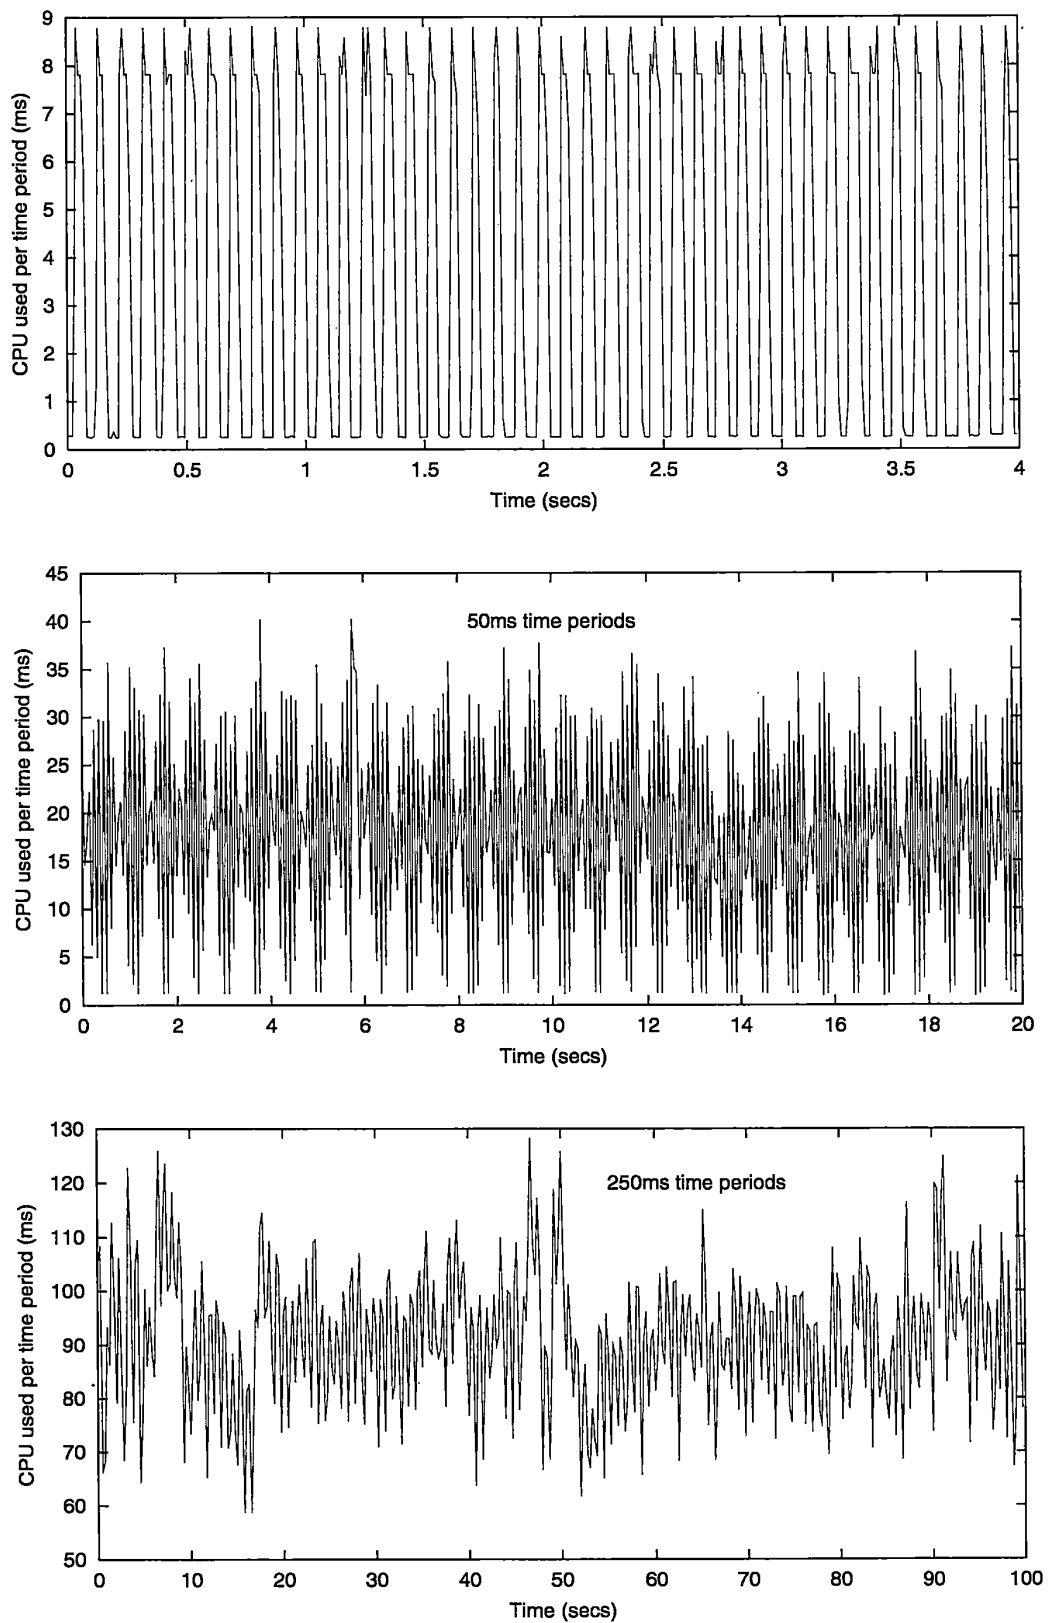 9
8
7
6
5
4
3
2
1
0
CPU used per time period (ms)
0 0.5 1 1.5 2 2.5 3 3.5 4
Time (secs)
45
40
35
30
25
20
15
10
5
0
CPU used per time period (ms)
50ms time periods
0 2 4 6 8 10 12 14 16 18 20
Time (secs)
130
120
110
100
90
80
70
60
50
CPU used per time period (ms)
250ms time periods
0 10 20 30 40 50 60 70 80 90 100
Time (secs)